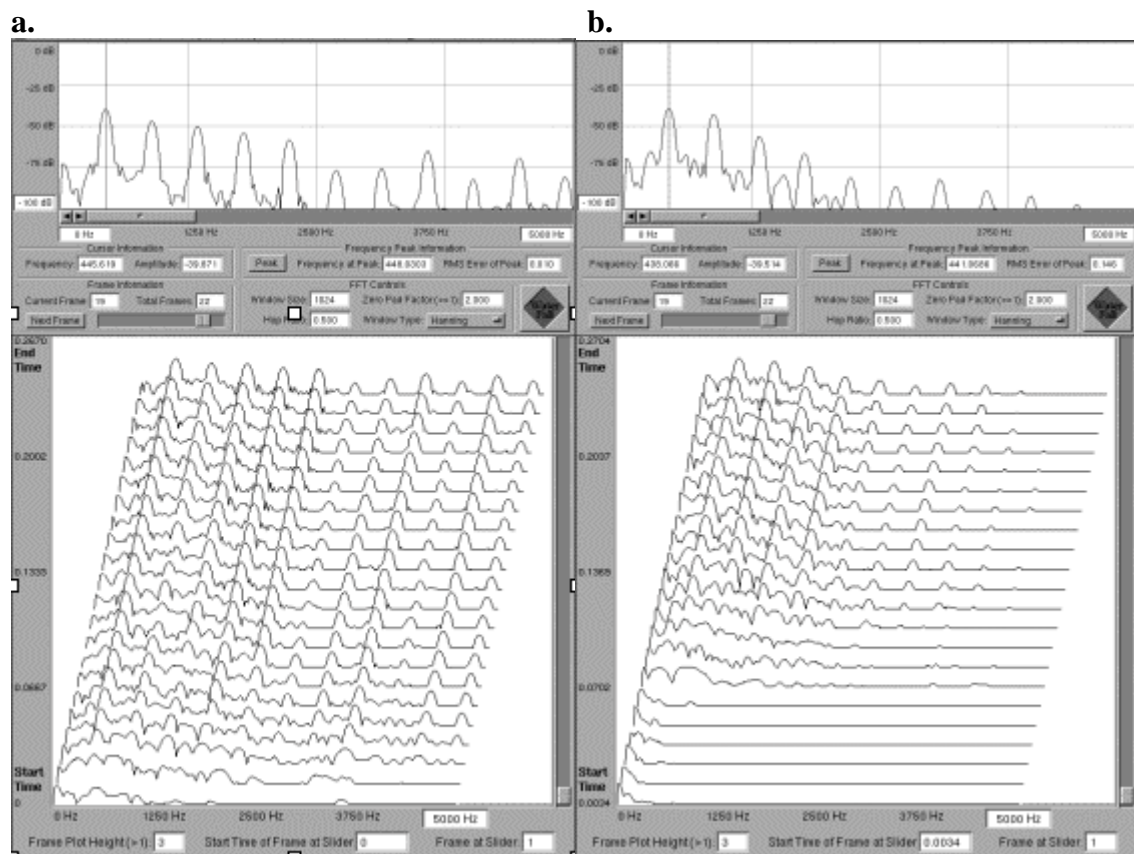 a.
0 dB
-25 dB
-50 dB
-75 dB
-100 dB
0 Hz 1250 Hz 2500 Hz 3750 Hz 5000 Hz
Cursor Information
Frequency: 445.619 Amplitude: -39.871
Frequency Peak Information
Peak Frequency at Peak: RMS Error of Peak: 0.010
Frame Information
Current Frame 19 Total Frames: 22
Next Frame
FFT Controls
Window Size: 1024 Zero Pad Factor(>= 1): 2.000
Hop Ratio: 0.500 Window Type: Hanning
Water Fall
0.2670
End
Time
0.2002
0.1335
0.0667
Start
Time
0
0 Hz 1250 Hz 2500 Hz 3750 Hz 5000 Hz
Frame Plot Height (> 1): 3 Start Time of Frame at Slider: 0 Frame at Slider: 1
b.
0 dB
-25 dB
-50 dB
-75 dB
-100 dB
0 Hz 1250 Hz 2500 Hz 3750 Hz 5000 Hz
Cursor Information
Frequency: Amplitude: -39.514
Frequency Peak Information
Peak Frequency at Peak: 441.0686 RMS Error of Peak: 0.146
Frame Information
Current Frame 19 Total Frames: 22
Next Frame
FFT Controls
Window Size: 1024 Zero Pad Factor(>= 1): 2.000
Hop Ratio: 0.500 Window Type: Hanning
Water Fall
0.2704
End
Time
0.2037
0.1369
0.0702
Start
Time
0.0034
0 Hz 1250 Hz 2500 Hz 3750 Hz 5000 Hz
Frame Plot Height (> 1): 3 Start Time of Frame at Slider: 0.0034 Frame at Slider: 1